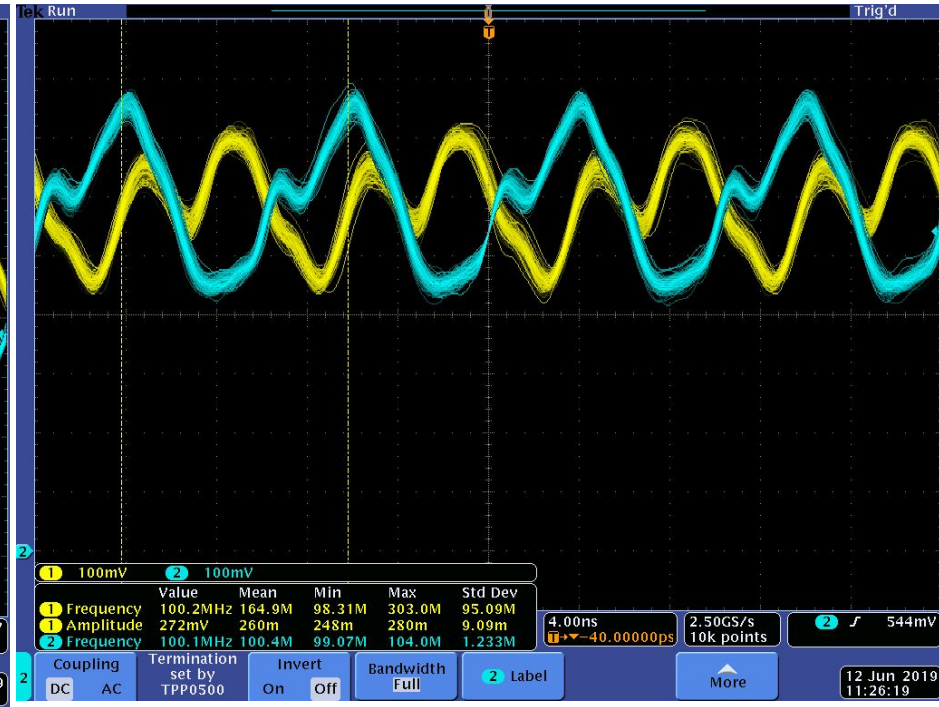 Tek Run Trig'd
T
2
1 100mV 2 100mV
Value Mean Min Max Std Dev
1 Frequency 100.2MHz 164.9M 98.31M 303.0M 95.09M
1 Amplitude 272mV 260m 248m 280m 9.09m
2 Frequency 100.1MHz 100.4M 99.07M 104.0M 1.233M
4.00ns
T→▼−40.00000ps
2.50GS/s
10k points
2 544mV
2
Coupling
DC AC
Termination
set by
TPP0500
Invert
On Off
Bandwidth
Full
2 Label
More
12 Jun 2019
11:26:19